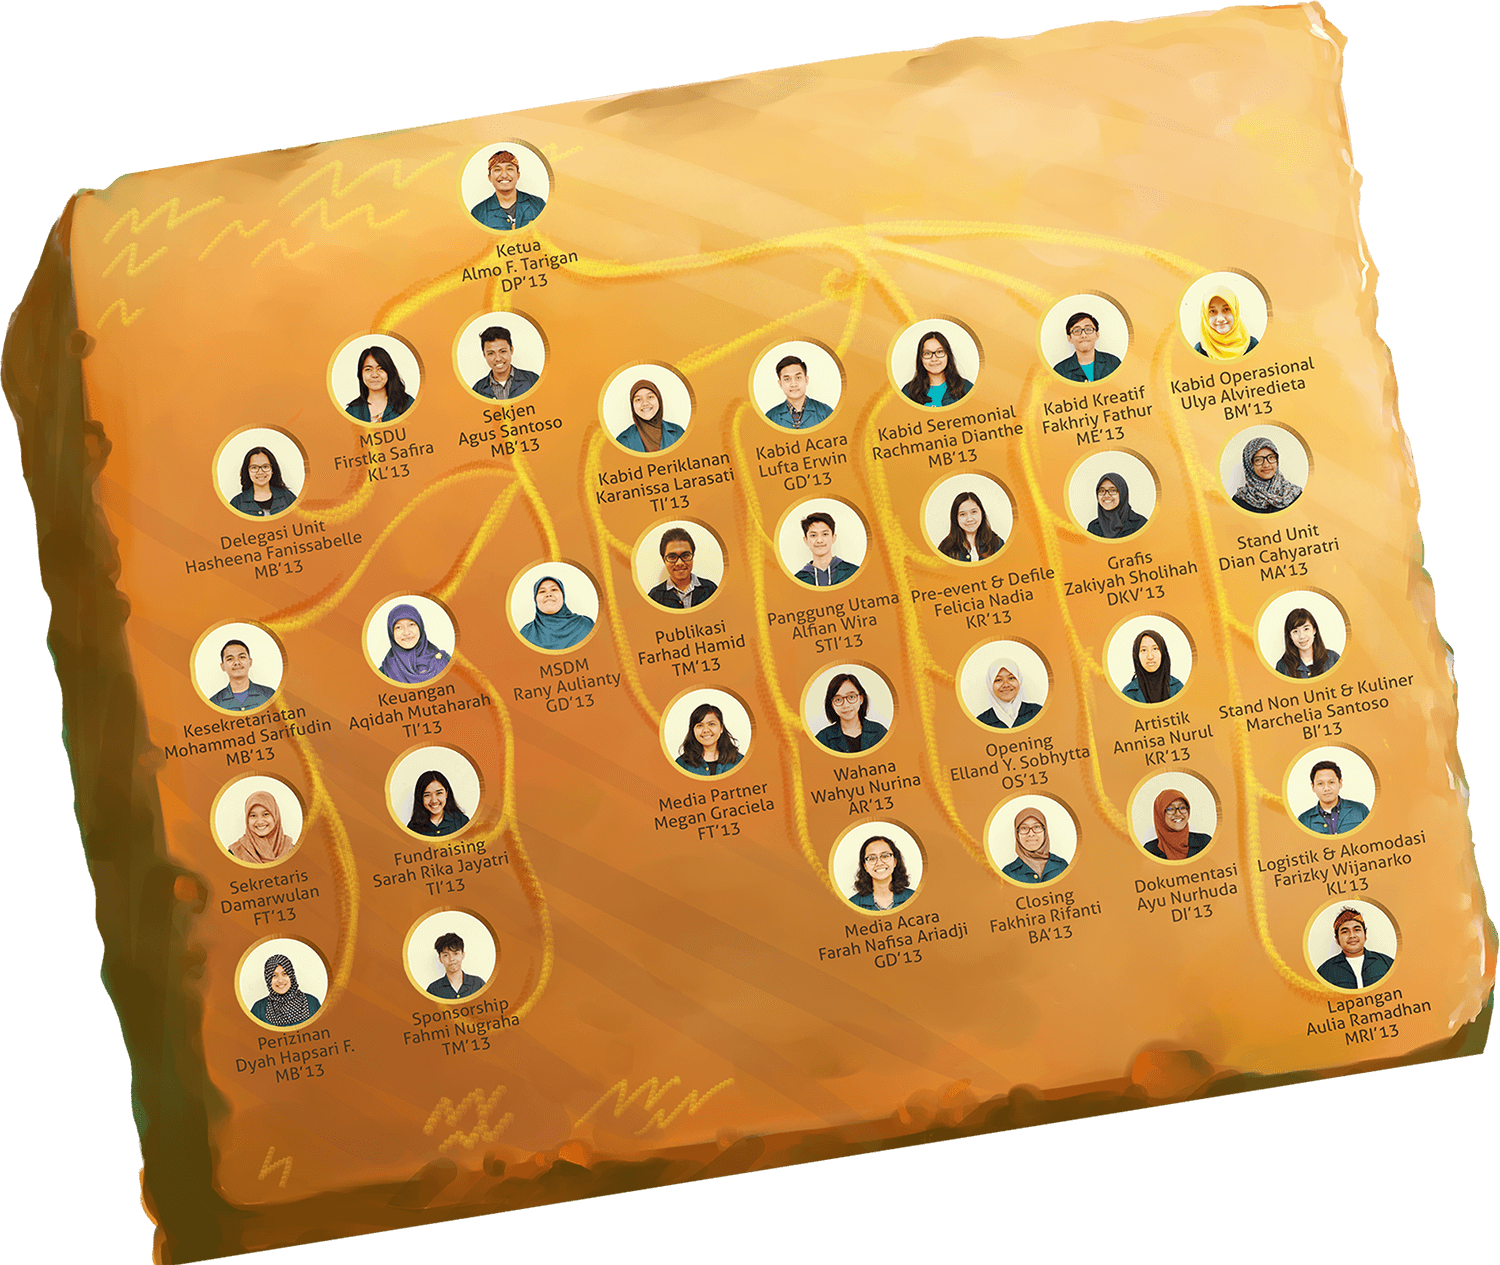 Ketua
Almo F. Tarigan
DP'13
MSDU
Firstka Safira
KL'13
Sekjen
Agus Santoso
MB'13
Kabid Periklanan
Karanissa Larasati
TI'13
Kabid Acara
Lufta Erwin
GD'13
Kabid Seremonial
Rachmania Dianthe
MB'13
Kabid Kreatif
Fakhriy Fathur
ME'13
Kabid Operasional
Ulya Alviredieta
BM'13
Delegasi Unit
Hasheena Fanissabelle
MB'13
Kesekretariatan
Mohammad Sarifudin
MB'13
Keuangan
Aqidah Mutaharah
TI'13
MSDM
Rany Aulianty
GD'13
Publikasi
Farhad Hamid
TM'13
Panggung Utama
Alfian Wira
STI'13
Pre-event & Defile
Felicia Nadia
KR'13
Grafis
Zakiyah Sholihah
DKV'13
Stand Unit
Dian Cahyaratri
MA'13
Sekretaris
Damarwulan
FT'13
Fundraising
Sarah Rika Jayatri
TI'13
Media Partner
Megan Graciela
FT'13
Wahana
Wahyu Nurina
AR'13
Opening
Elland Y. Sobhytta
OS'13
Artistik
Annisa Nurul
KR'13
Stand Non Unit & Kuliner
Marchelia Santoso
BI'13
Perizinan
Dyah Hapsari F.
MB'13
Sponsorship
Fahmi Nugraha
TM'13
Media Acara
Farah Nafisa Ariadji
GD'13
Closing
Fakhira Rifanti
BA'13
Dokumentasi
Ayu Nurhuda
DI'13
Logistik & Akomodasi
Farizky Wijanarko
KL'13
Lapangan
Aulia Ramadhan
MRI'13